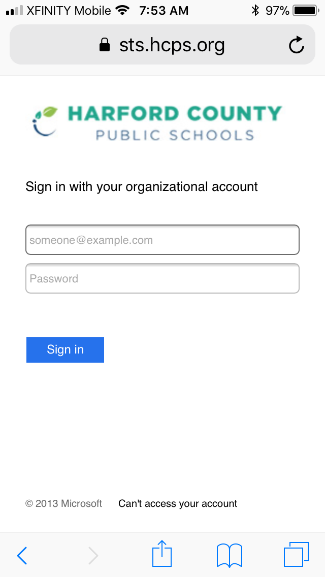 XFINITY Mobile 7:53 AM 97%
sts.hcps.org
HARFORD COUNTY
PUBLIC SCHOOLS
Sign in with your organizational account
someone@example.com
Password
Sign in
© 2013 Microsoft Can't access your account